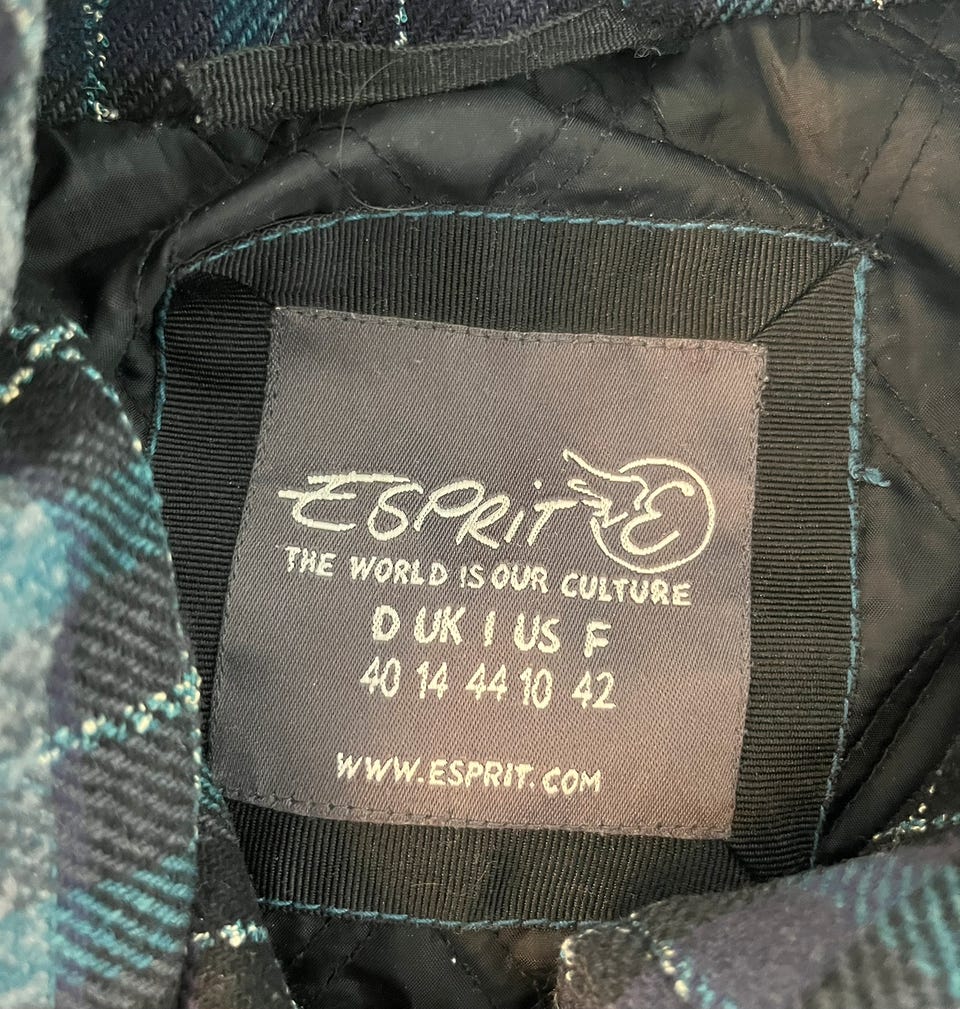 ESPRIT E
THE WORLD IS OUR CULTURE
D UK I US F
40 14 44 10 42
WWW.ESPRIT.COM